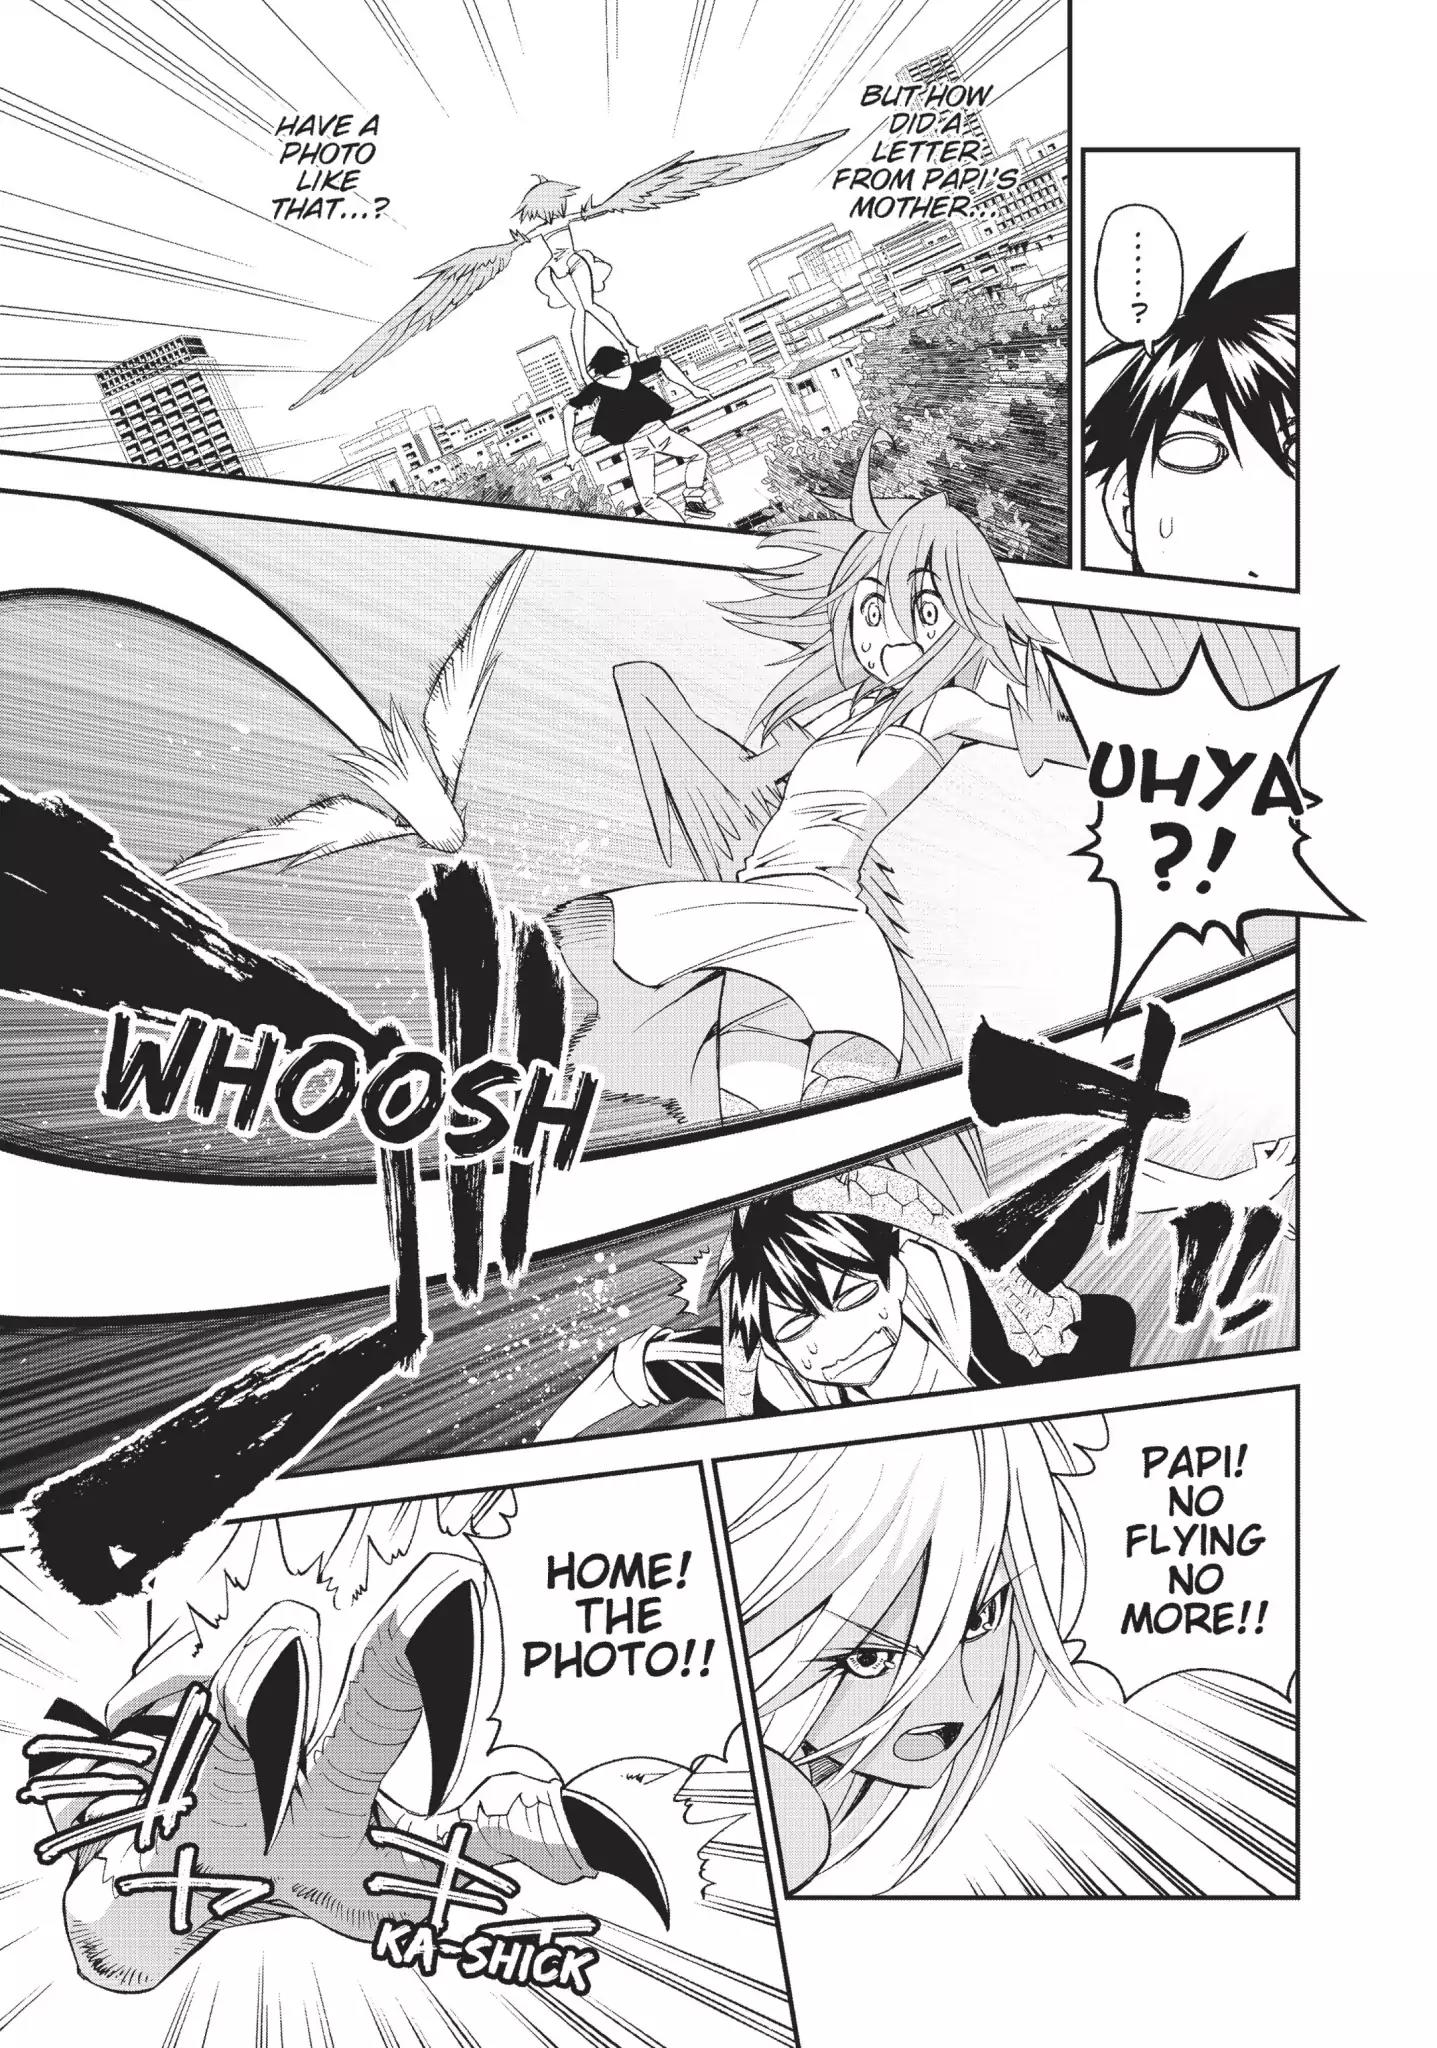 ......?
BUT HOW
DID A
LETTER
FROM PAPI'S
MOTHER...
HAVE A
PHOTO
LIKE
THAT...?
UHYA
?!
オ
WHOOSH
PAPI!
NO
FLYING
NO
MORE!!
HOME!
THE
PHOTO!!
KA-SHICK